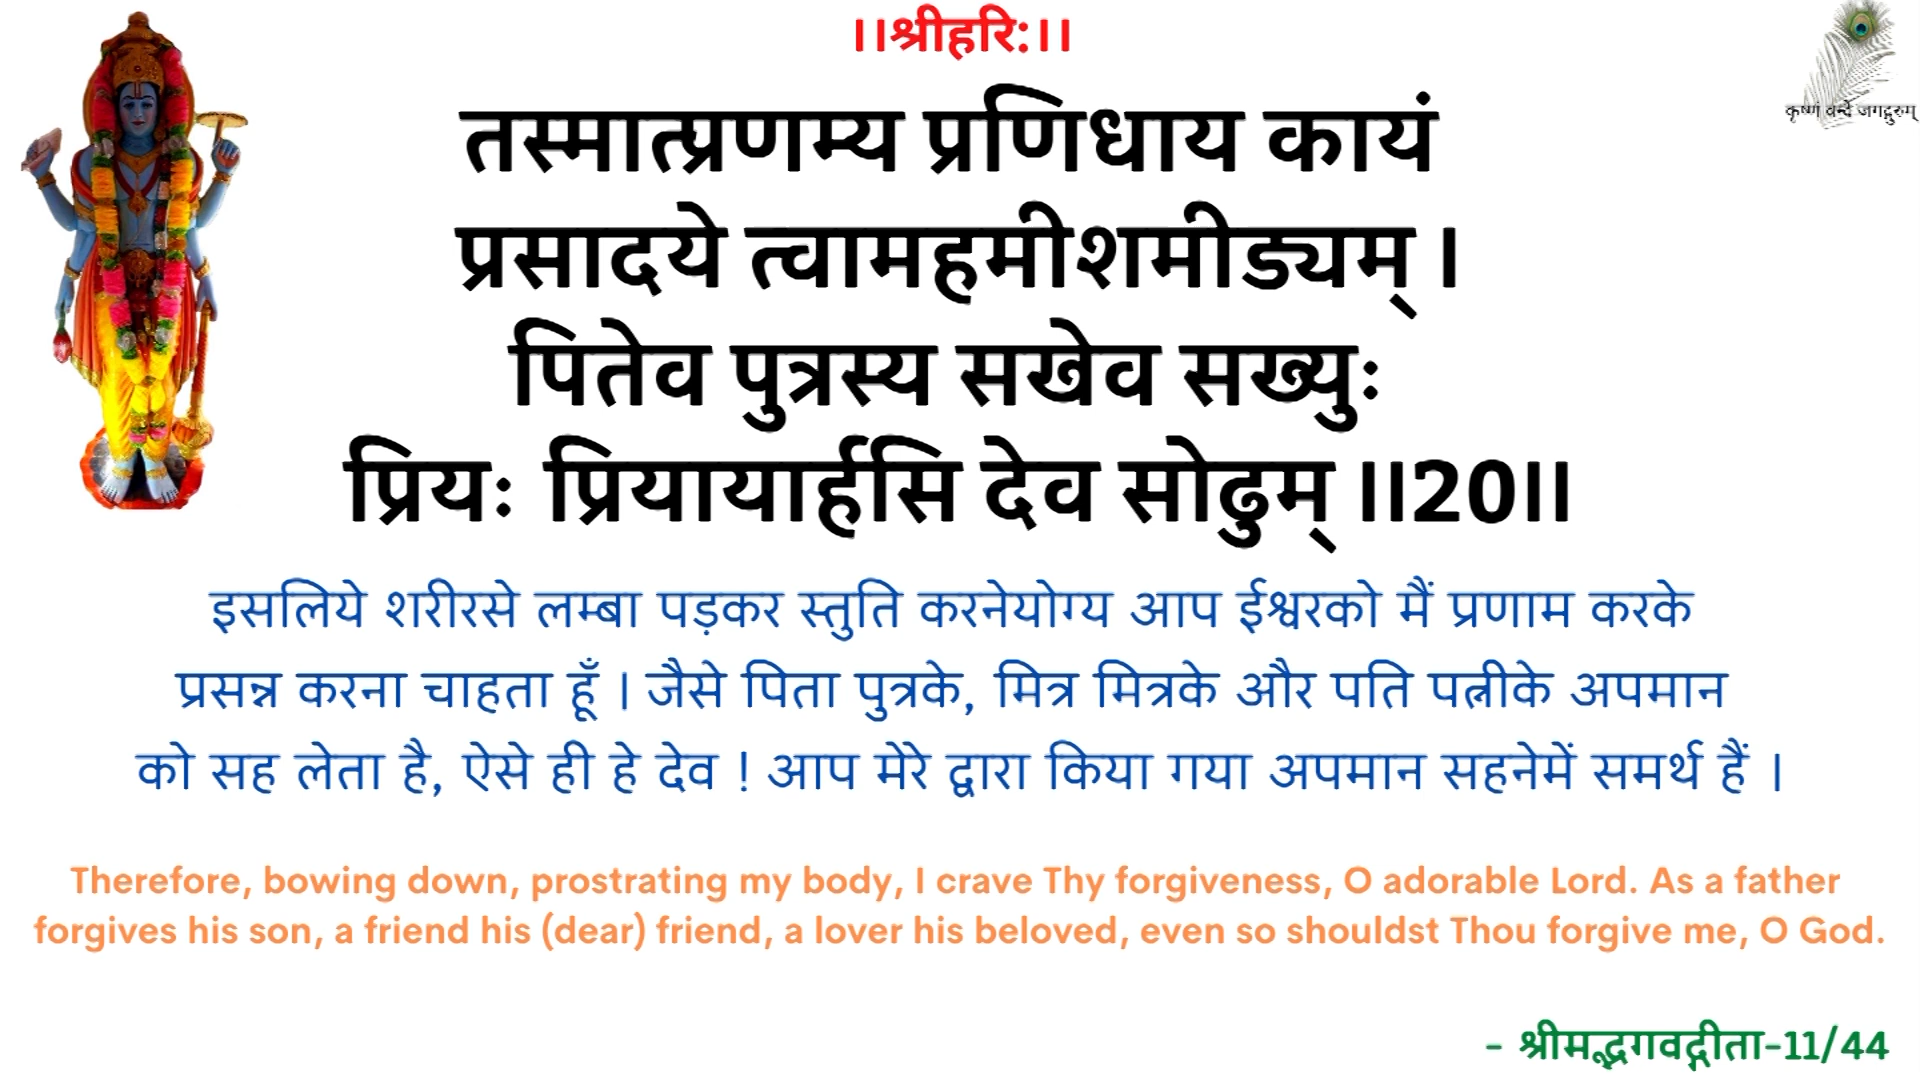 ।।श्रीहरि:।।
कृष्णं वन्दे जगद्गुरुम्
तस्मात्प्रणम्य प्रणिधाय कायं
प्रसादये त्वामहमीशमीड्यम् ।
पितेव पुत्रस्य सखेव सख्युः
प्रियः प्रियायार्हसि देव सोढुम् ।।20।।
इसलिये शरीरसे लम्बा पड़कर स्तुति करनेयोग्य आप ईश्वरको मैं प्रणाम करके
प्रसन्न करना चाहता हूँ । जैसे पिता पुत्रके, मित्र मित्रके और पति पत्नीके अपमान
को सह लेता है, ऐसे ही हे देव ! आप मेरे द्वारा किया गया अपमान सहनेमें समर्थ हैं ।
Therefore, bowing down, prostrating my body, I crave Thy forgiveness, O adorable Lord. As a father
forgives his son, a friend his (dear) friend, a lover his beloved, even so shouldst Thou forgive me, O God.
- श्रीमद्भगवद्गीता-11/44